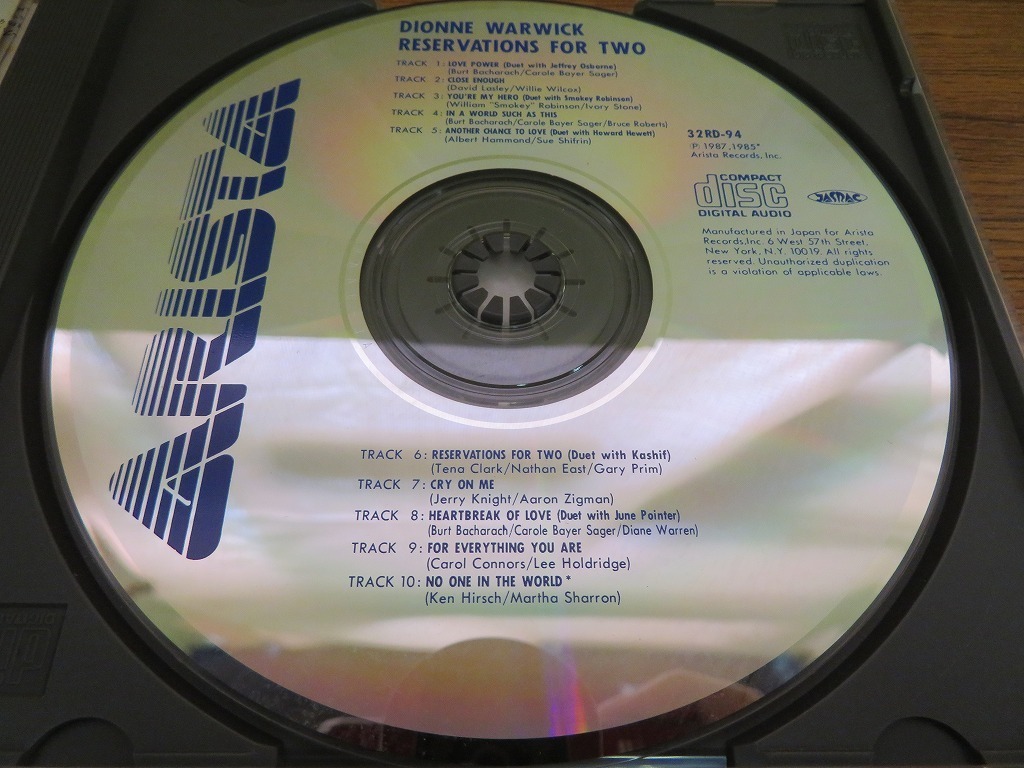 DIONNE WARWICK
RESERVATIONS FOR TWO
TRACK 1: LOVE POWER (Duet with Jeffrey Osborne)
(Burt Bacharach/Carole Bayer Sager)
TRACK 2: CLOSE ENOUGH
(David Lasley/Willie Wilcox)
TRACK 3: YOU'RE MY HERO (Duet with Smokey Robinson)
(William "Smokey" Robinson/Ivory Stone)
TRACK 4: IN A WORLD SUCH AS THIS
(Burt Bacharach/Carole Bayer Sager/Bruce Roberts)
TRACK 5: ANOTHER CHANCE TO LOVE (Duet with Howard Hewett)
(Albert Hammond/Sue Shifrin)
32RD-94
℗ 1987, 1985*
Arista Records, Inc.
COMPACT
disc
DIGITAL AUDIO
JASRAC
Manufactured in Japan for Arista
Records,Inc. 6 West 57th Street,
New York, N.Y. 10019. All rights
reserved. Unauthorized duplication
is a violation of applicable laws.
ARISTA
TRACK 6: RESERVATIONS FOR TWO (Duet with Kashif)
(Tena Clark/Nathan East/Gary Prim)
TRACK 7: CRY ON ME
(Jerry Knight/Aaron Zigman)
TRACK 8: HEARTBREAK OF LOVE (Duet with June Pointer)
(Burt Bacharach/Carole Bayer Sager/Diane Warren)
TRACK 9: FOR EVERYTHING YOU ARE
(Carol Connors/Lee Holdridge)
TRACK 10: NO ONE IN THE WORLD*
(Ken Hirsch/Martha Sharron)